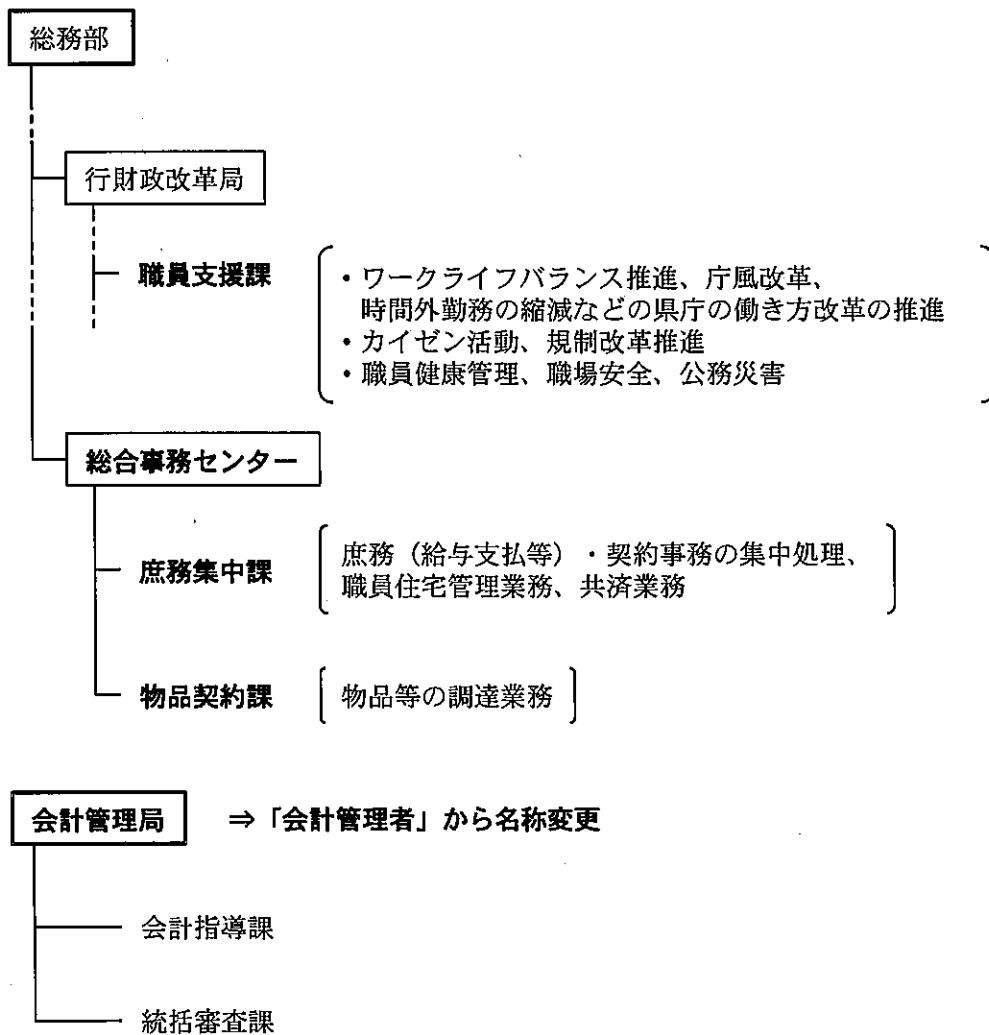 総務部
行財政改革局
職員支援課
・ワークライフバランス推進、庁風改革、
時間外勤務の縮減などの県庁の働き方改革の推進
・カイゼン活動、規制改革推進
・職員健康管理、職場安全、公務災害
総合事務センター
庶務集中課
庶務（給与支払等）・契約事務の集中処理、
職員住宅管理業務、共済業務
物品契約課
物品等の調達業務
会計管理局 ⇒「会計管理者」から名称変更
会計指導課
統括審査課